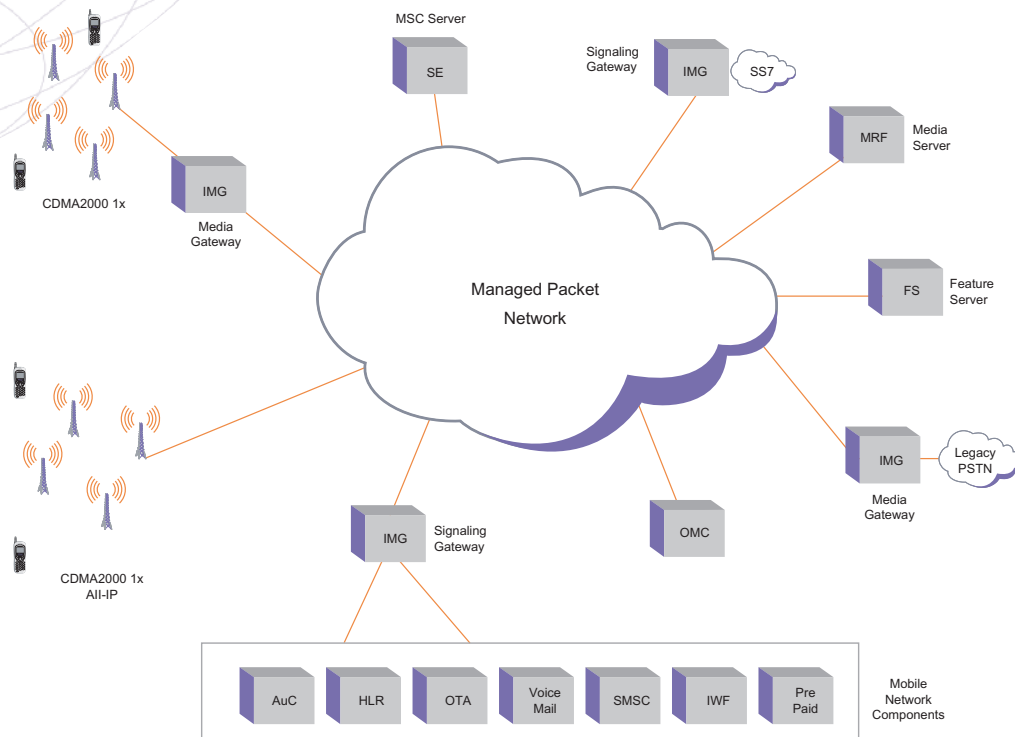 MSC Server
SE
Signaling
Gateway
IMG
SS7
MRF
Media
Server
CDMA2000 1x
IMG
Media
Gateway
Managed Packet
Network
FS
Feature
Server
IMG
Legacy
PSTN
Media
Gateway
IMG
Signaling
Gateway
OMC
CDMA2000 1x
All-IP
AuC
HLR
OTA
Voice
Mail
SMSC
IWF
Pre
Paid
Mobile
Network
Components